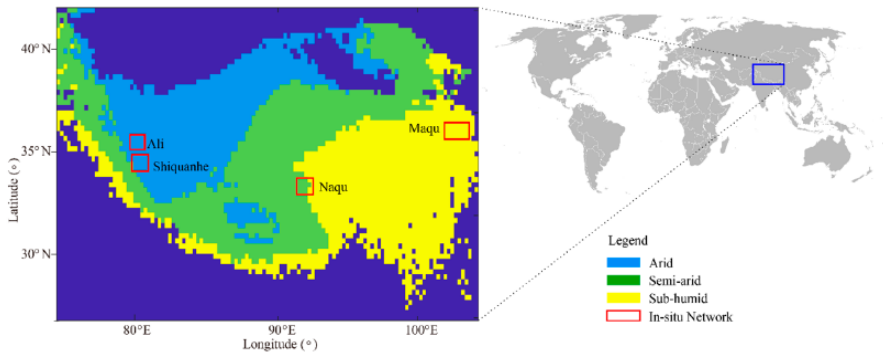 40° N
35° N
30° N
Latitude (°)
80°E
90°E
100°E
Longitude (°)
Ali
Shiquanhe
Naqu
Maqu
Legend
Arid
Semi-arid
Sub-humid
In-situ Network